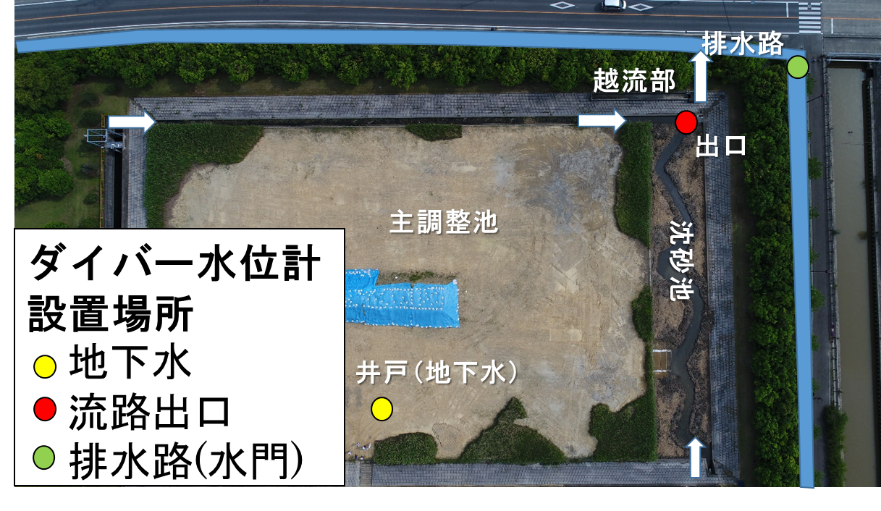 排水路
越流部
出口
主調整池
沈砂池
井戸(地下水)
ダイバー水位計
設置場所
地下水
流路出口
排水路(水門)